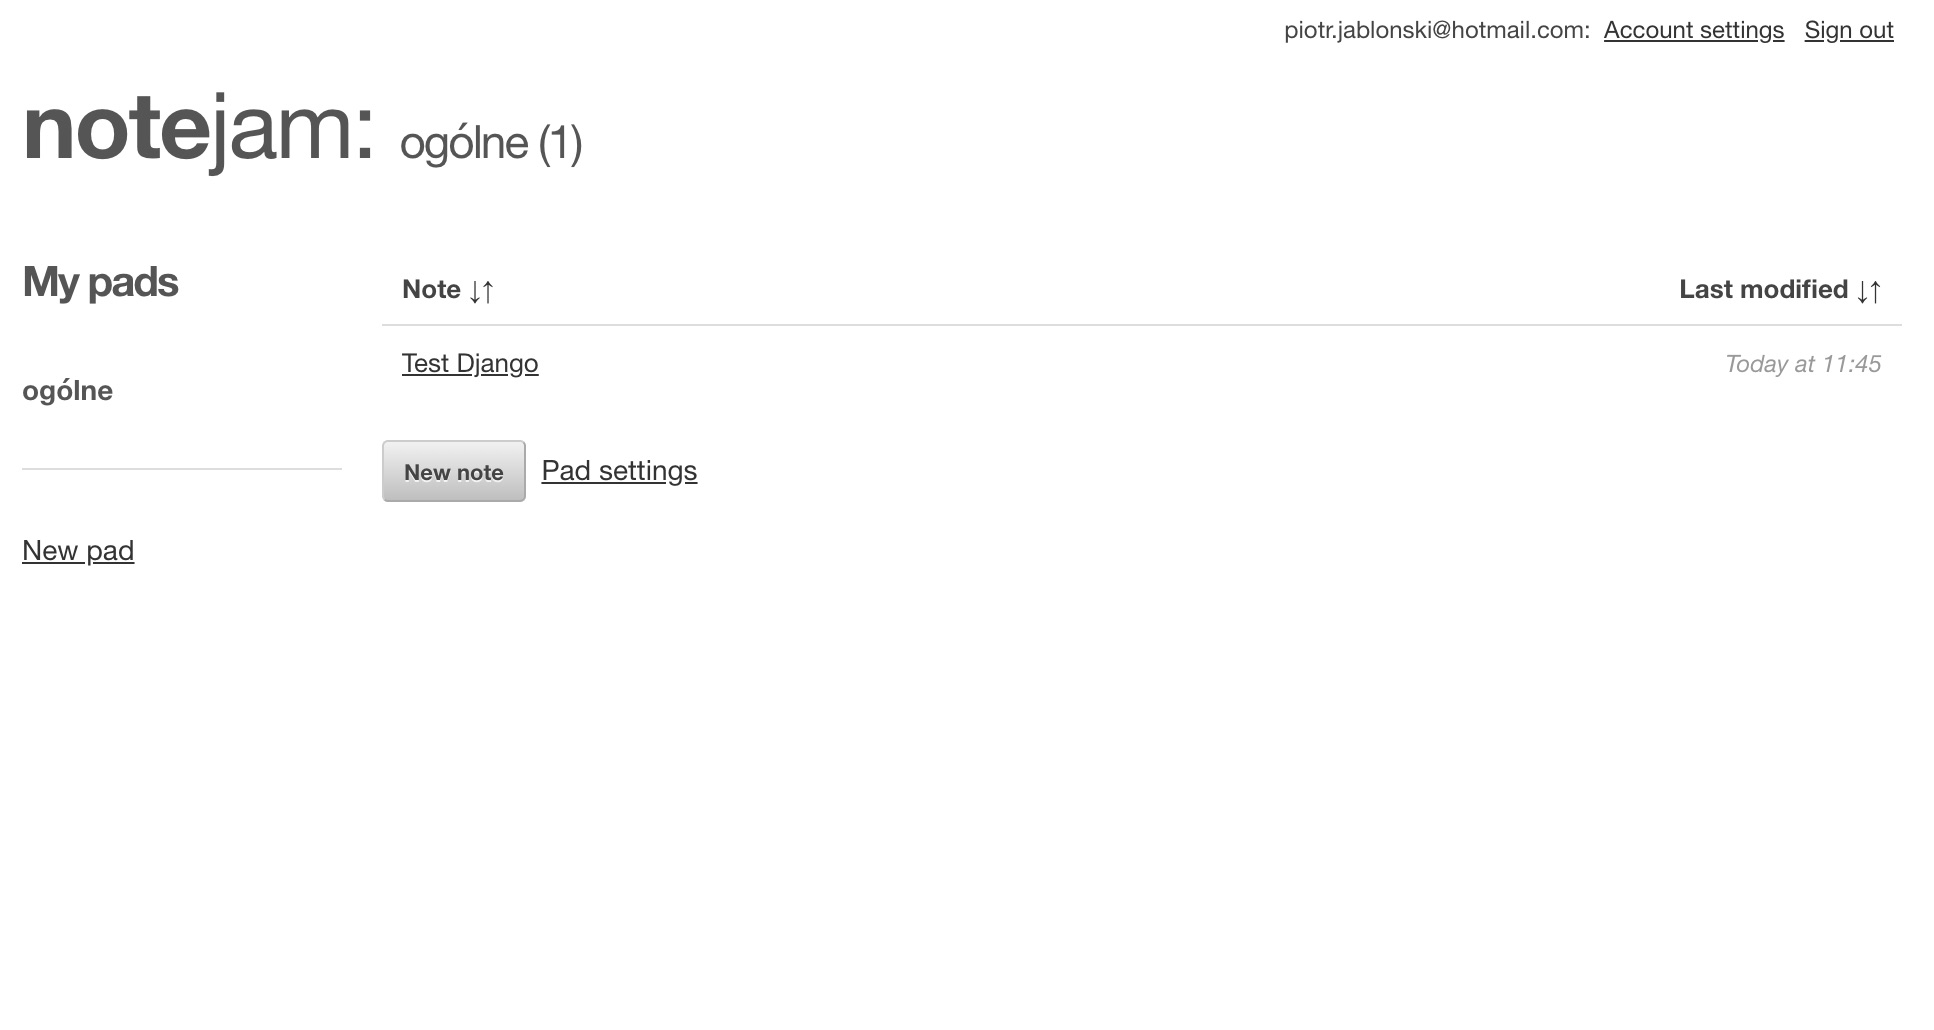 piotr.jablonski@hotmail.com: Account settings Sign out
notejam: ogólne (1)
My pads
ogólne
New pad
Note ↓↑ Last modified ↓↑
Test Django Today at 11:45
New note Pad settings